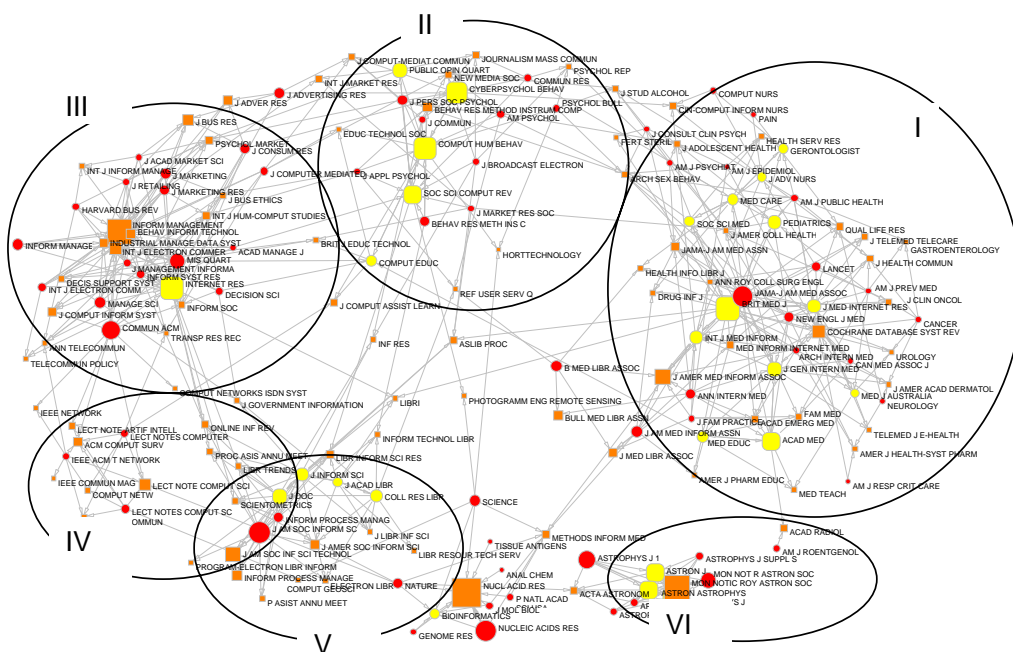 II
III
I
IV
V
VI
J COMPUT-MEDIAT COMMUN
JOURNALISM MASS COMMUN
PUBLIC OPIN QUART
PSYCHOL REP
INT J MARKET RES
NEW MEDIA SOC
COMMUN RES
CYBERPSYCHOL BEHAV
J STUD ALCOHOL
COMPUT NURS
J ADVERTISING RES
J ADVER RES
J PERS SOC PSYCHOL
PSYCHOL BULL
BEHAV RES METHOD INSTRUM COMP
CIN-COMPUT INFORM NURS
AM PSYCHOL
PAIN
J BUS RES
J COMMUN
EDUC TECHNOL SOC
J CONSULT CLIN PSYCH
FERT STERIL
HEALTH SERV RES
PSYCHOL MARKET
COMPUT HUM BEHAV
J ADOLESCENT HEALTH
GERONTOLOGIST
J CONSUM RES
J ACAD MARKET SCI
J BROADCAST ELECTRON
AM J PSYCHIAT
AM J EPIDEMIOL
INT J INFORM MANAGE
J MARKETING
J COMPUTER MEDIATED
J APPL PSYCHOL
ARCH SEX BEHAV
J ADV NURS
J RETAILING
J MARKETING RES
SOC SCI COMPUT REV
J BUS ETHICS
MED CARE
AM J PUBLIC HEALTH
HARVARD BUS REV
INT J HUM-COMPUT STUDIES
J MARKET RES SOC
BEHAV RES METH INS C
SOC SCI MED
PEDIATRICS
INFORM MANAGEMENT
BEHAV INFORM TECHNOL
J AMER COLL HEALTH
QUAL LIFE RES
J TELEMED TELECARE
INFORM MANAGE
INDUSTRIAL MANAGE DATA SYST
BRIT J EDUC TECHNOL
JAMA-J AM MED ASSN
GASTROENTEROLOGY
INT J ELECTRON COMMER
ACAD MANAGE J
HORTTECHNOLOGY
MIS QUART
COMPUT EDUC
J HEALTH COMMUN
J MANAGEMENT INFORMA
HEALTH INFO LIBR J
LANCET
INFORM SYST RES
DECIS SUPPORT SYST
ANN ROY COLL SURG ENGL
INT J ELECTRON COMM
INTERNET RES
DECISION SCI
REF USER SERV Q
DRUG INF J
JAMA-J AM MED ASSOC
AM J PREV MED
MANAGE SCI
INFORM SOC
J COMPUT ASSIST LEARN
BRIT MED J
J MED INTERNET RES
J CLIN ONCOL
J COMPUT INFORM SYST
NEW ENGL J MED
CANCER
COMMUN ACM
TRANSP RES REC
INF RES
ASLIB PROC
INT J MED INFORM
COCHRANE DATABASE SYST REV
ANN TELECOMMUN
MED INFORM INTERNET MED
ARCH INTERN MED
UROLOGY
TELECOMMUN POLICY
B MED LIBR ASSOC
J GEN INTERN MED
CAN MED ASSOC J
J AMER MED INFORM ASSOC
J AMER ACAD DERMATOL
COMPUT NETWORKS ISDN SYST
LIBRI
PHOTOGRAMM ENG REMOTE SENSING
ANN INTERN MED
MED J AUSTRALIA
IEEE NETWORK
J GOVERNMENT INFORMATION
BULL MED LIBR ASSN
NEUROLOGY
J FAM PRACTICE
FAM MED
LECT NOTE ARTIF INTELL
ONLINE INF REV
ACAD EMERG MED
LECT NOTES COMPUTER
J AM MED INFORM ASSN
TELEMED J E-HEALTH
ACM COMPUT SURV
INFORM TECHNOL LIBR
MED EDUC
ACAD MED
PROC ASIS ANNU MEET
LIBR INFORM SCI RES
J MED LIBR ASSOC
AMER J HEALTH-SYST PHARM
IEEE ACM T NETWORK
LIBR TRENDS
J INFORM SCI
AMER J PHARM EDUC
IEEE COMMUN MAG
LECT NOTE COMPUT SCI
J ACAD LIBR
AM J RESP CRIT CARE
COMPUT NETW
J DOC
COLL RES LIBR
MED TEACH
SCIENTOMETRICS
SCIENCE
LECT NOTES COMPUT SC
OMMUN
INFORM PROCESS MANAG
J AM SOC INFORM SC
J LIBR INF SCI
ACAD RADIOL
METHODS INFORM MED
J AMER SOC INFORM SCI
TISSUE ANTIGENS
J AM SOC INF SCI TECHNOL
LIBR RESOUR TECH SERV
AM J ROENTGENOL
ASTROPHYS J 1
ASTROPHYS J SUPPL S
PROGRAM-ELECTRON LIBR INFORM
ASTRON J
INFORM PROCESS MANAGE
ANAL CHEM
MON NOT R ASTRON SOC
COMPUT GEOSCI
ELECTRON LIBR
NATURE
NUCL ACID RES
MON NOTIC ROY ASTRON SOC
P ASIST ANNU MEET
P NATL ACAD
ACTA ASTRONOM
ASTRON ASTROPHYS
'S J
J MOL BIOL
BIOINFORMATICS
ASTROF
GENOME RES
NUCLEIC ACIDS RES